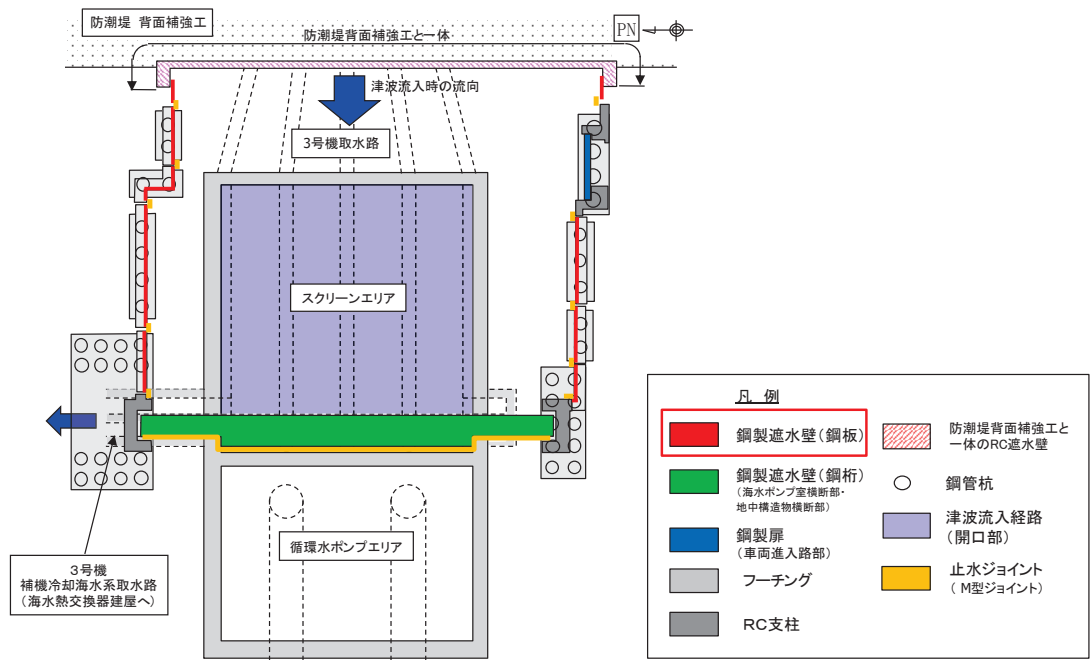 防潮堤 背面補強工
防潮堤背面補強工と一体
PN
津波流入時の流向
3号機取水路
スクリーンエリア
循環水ポンプエリア
3号機
補機冷却海水系取水路
(海水熱交換器建屋へ)
凡 例
鋼製遮水壁(鋼板)
鋼製遮水壁(鋼桁)
(海水ポンプ室横断部・
地中構造物横断部)
鋼製扉
(車両進入路部)
フーチング
RC支柱
防潮堤背面補強工と
一体のRC遮水壁
鋼管杭
津波流入経路
(開口部)
止水ジョイント
(M型ジョイント)